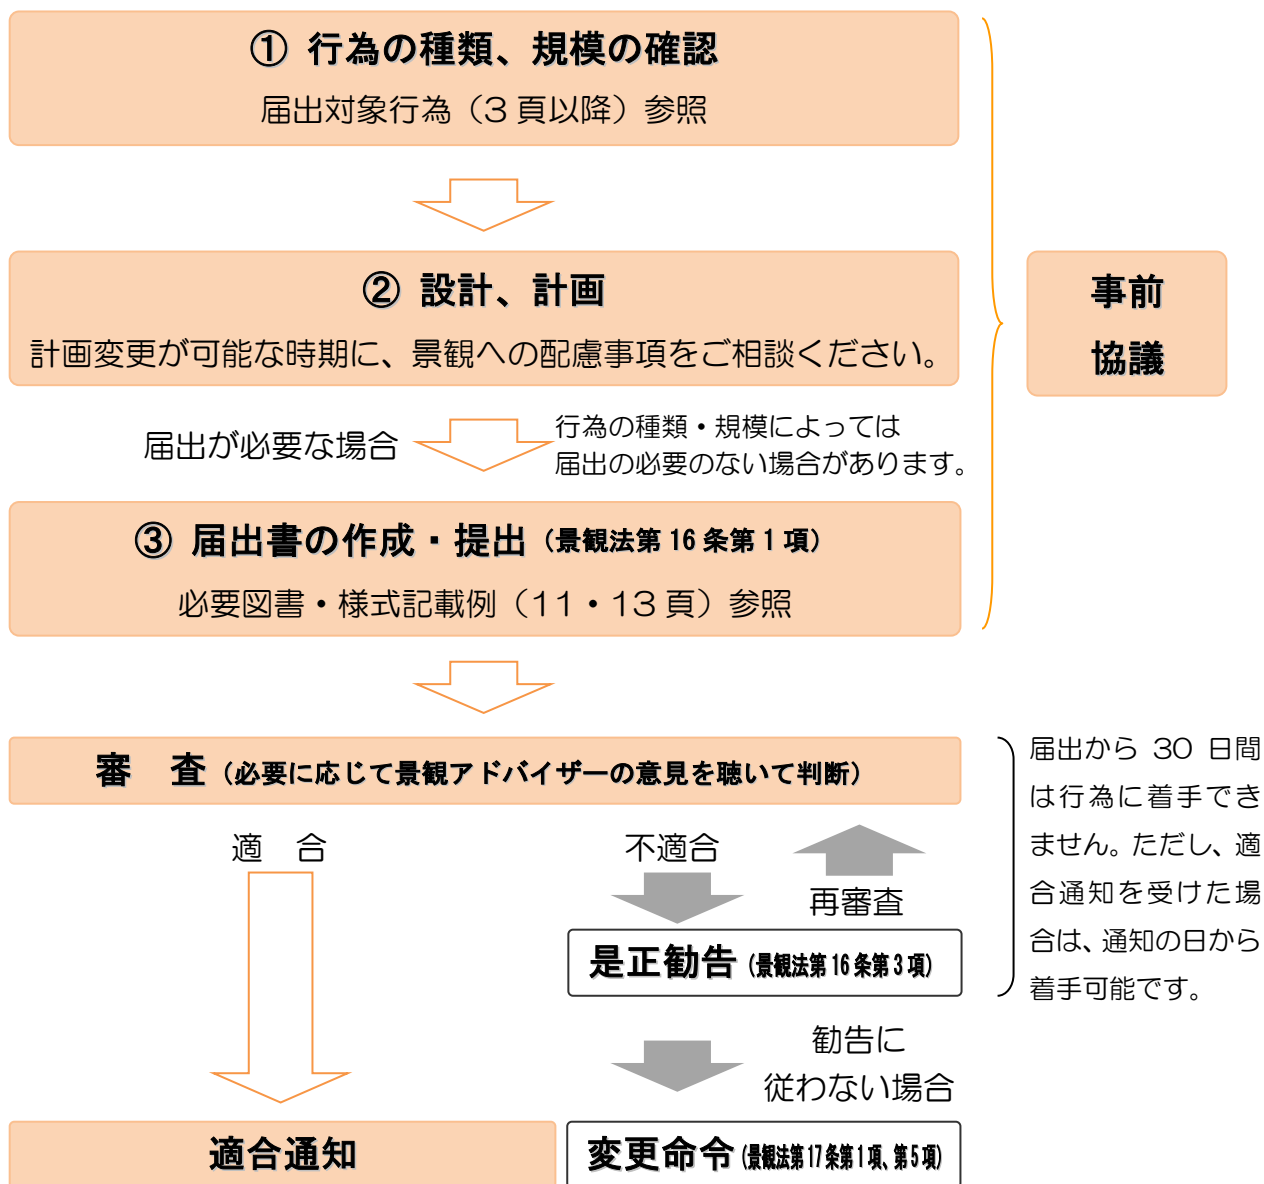 ① 行為の種類、規模の確認
届出対象行為（3 頁以降）参照
② 設計、計画
計画変更が可能な時期に、景観への配慮事項をご相談ください。
事前
協議
届出が必要な場合
行為の種類・規模によっては
届出の必要のない場合があります。
③ 届出書の作成・提出（景観法第 16 条第 1 項）
必要図書・様式記載例（11・13 頁）参照
審　査（必要に応じて景観アドバイザーの意見を聴いて判断）
届出から 30 日間
は行為に着手でき
ません。ただし、適
合通知を受けた場
合は、通知の日から
着手可能です。
適　合
不適合
再審査
是正勧告（景観法第 16 条第 3 項）
勧告に
従わない場合
適合通知
変更命令（景観法第 17 条第 1 項、第 5 項）